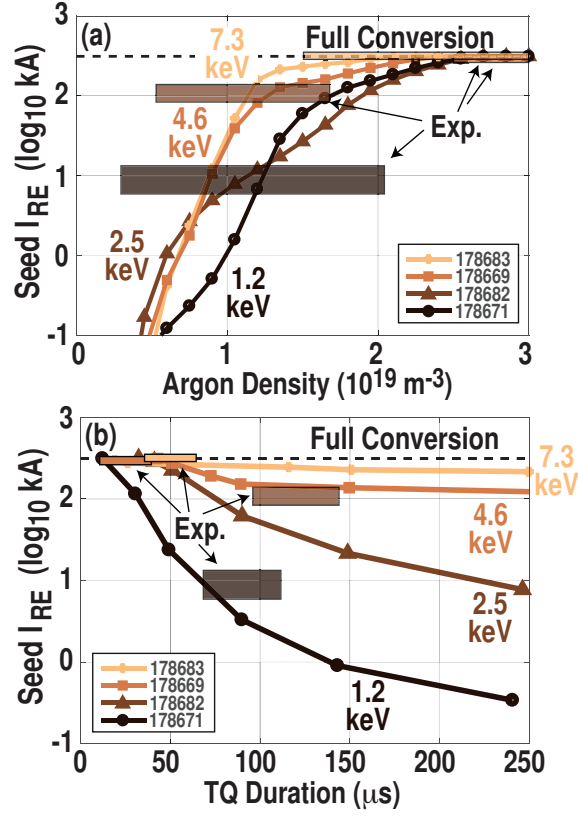 (a)
7.3
keV
Full Conversion
4.6
keV
Exp.
2.5
keV
1.2
keV
178683
178669
178682
178671
3
2
1
0
-1
Seed I_RE (log_10 kA)
0
1
2
3
Argon Density (10^19 m^-3)
(b)
Full Conversion
7.3
keV
4.6
keV
Exp.
2.5
keV
1.2
keV
178683
178669
178682
178671
3
2
1
0
-1
Seed I_RE (log_10 kA)
0
50
100
150
200
250
TQ Duration (μs)